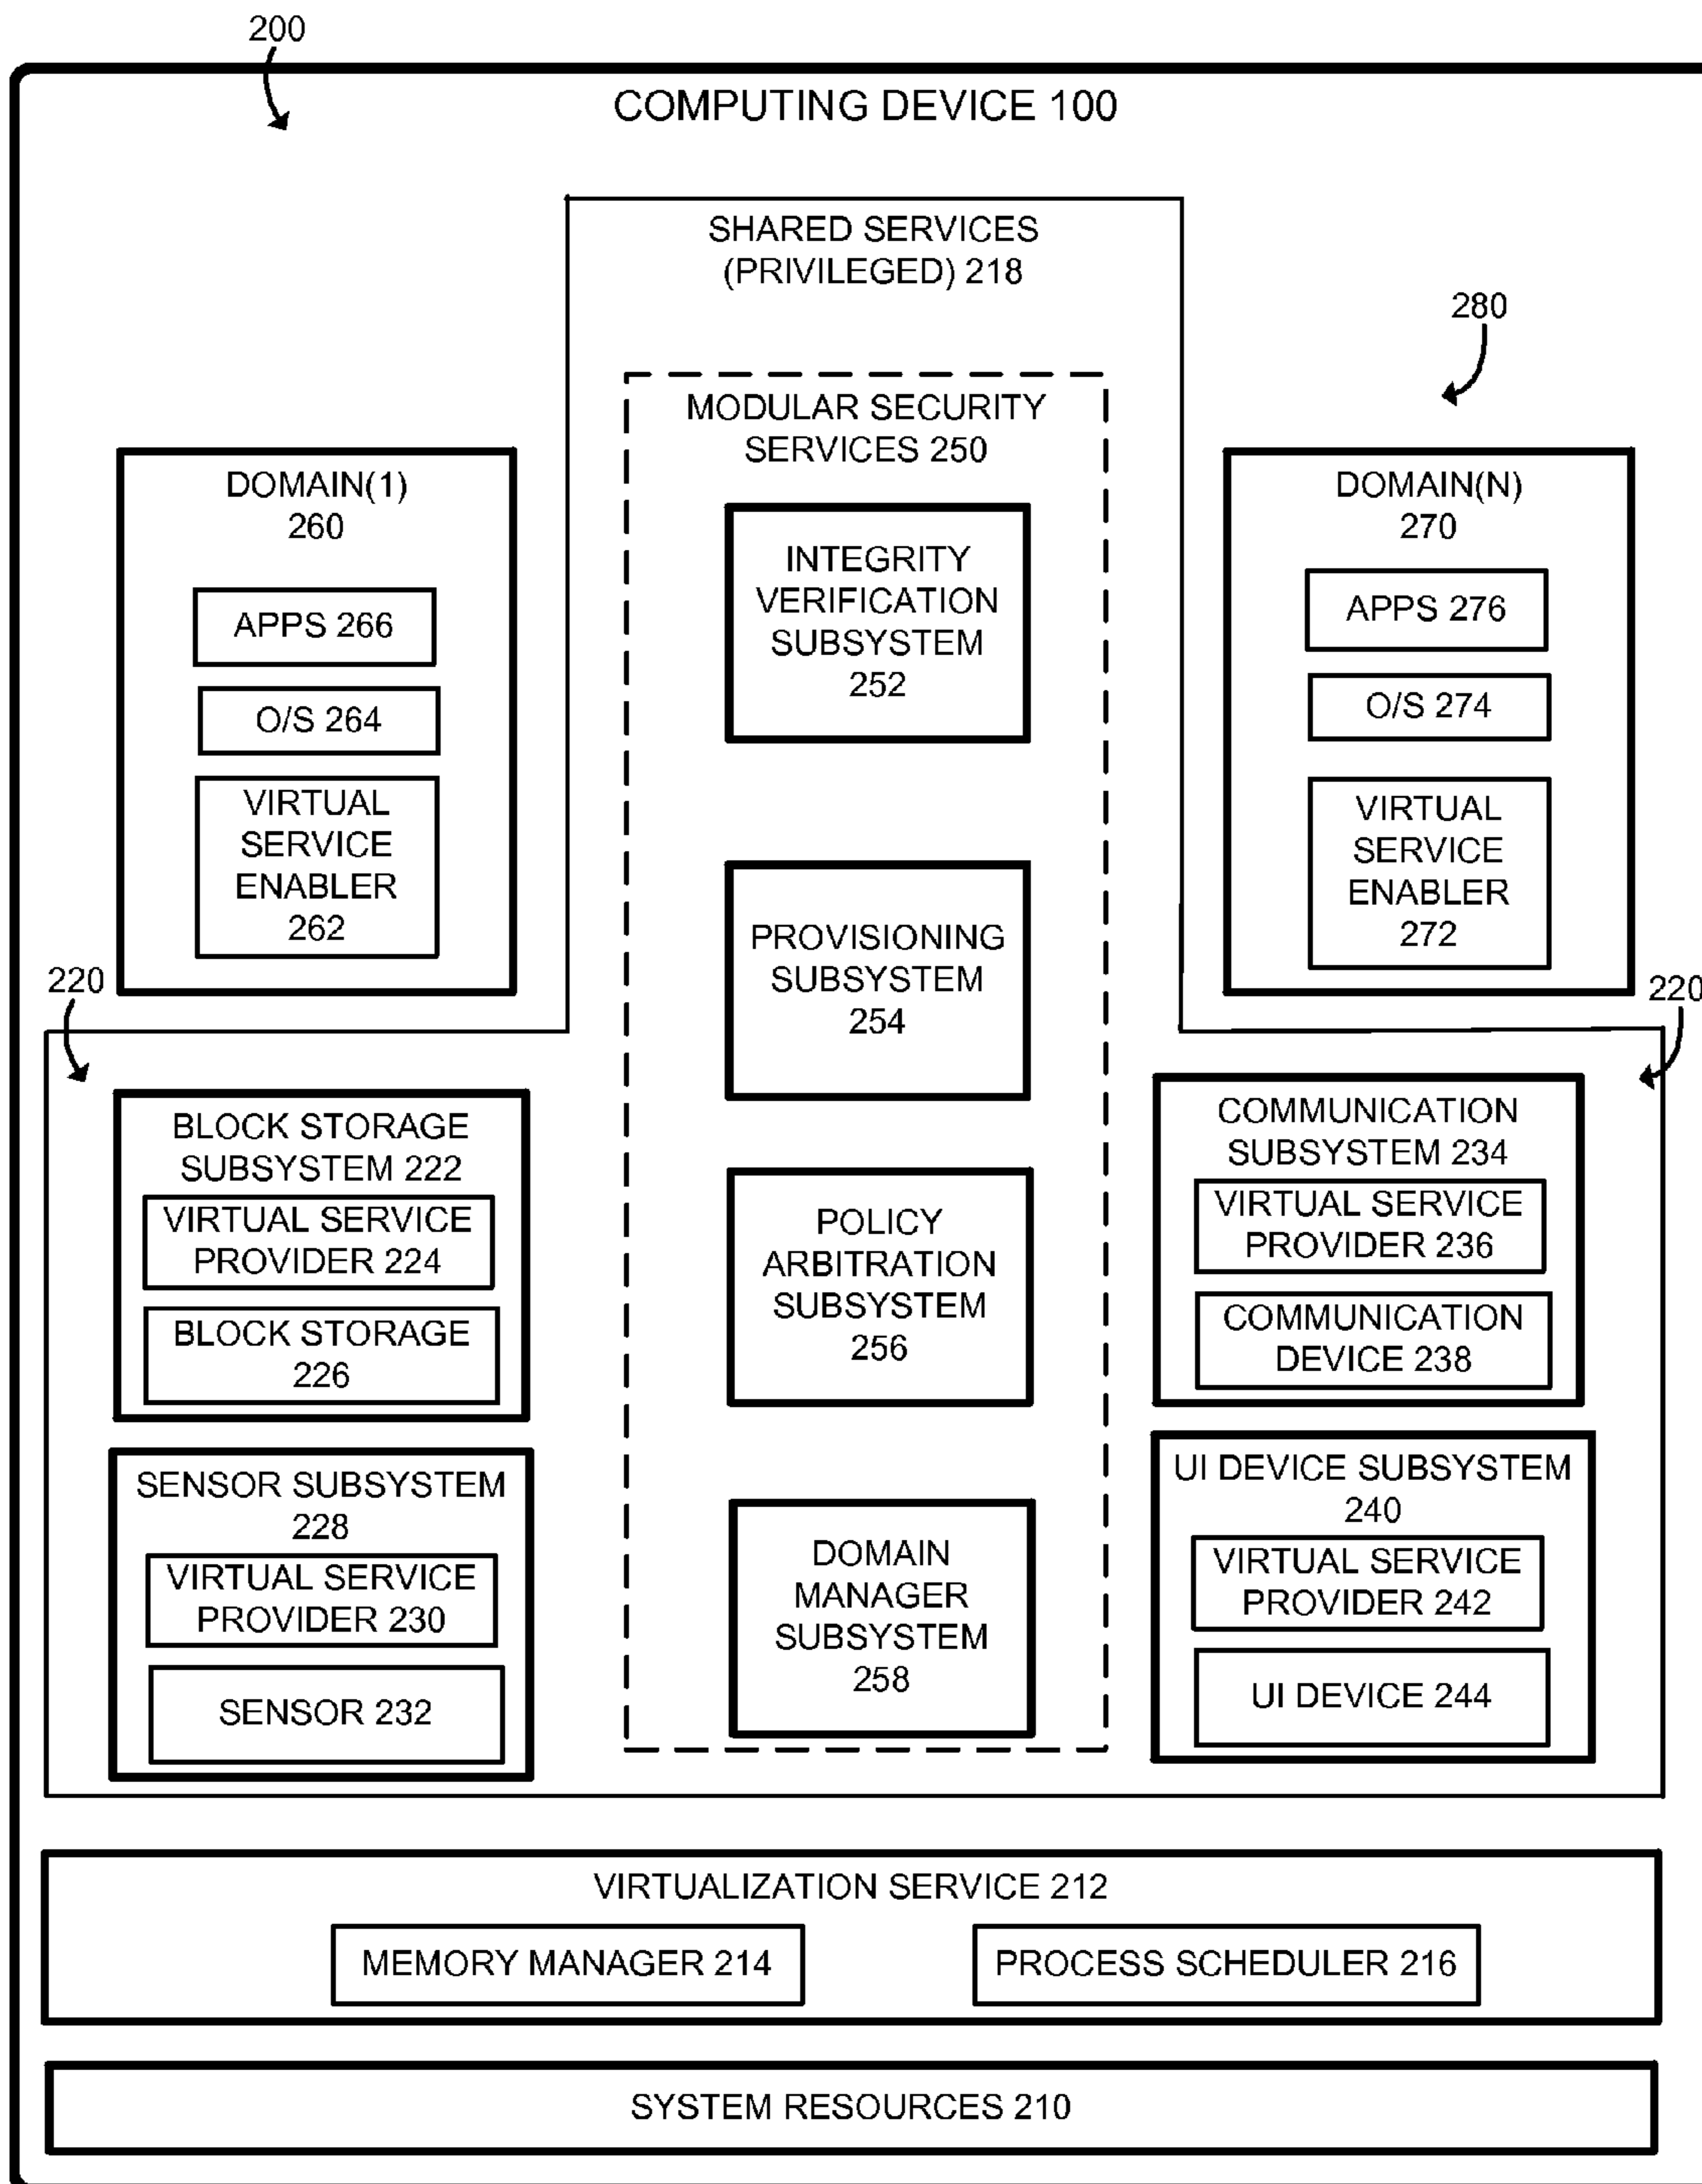 200
COMPUTING DEVICE 100
SHARED SERVICES
(PRIVILEGED) 218
280
MODULAR SECURITY
SERVICES 250
DOMAIN(1)
260
APPS 266
O/S 264
VIRTUAL
SERVICE
ENABLER
262
INTEGRITY
VERIFICATION
SUBSYSTEM
252
DOMAIN(N)
270
APPS 276
O/S 274
VIRTUAL
SERVICE
ENABLER
272
PROVISIONING
SUBSYSTEM
254
220
220
BLOCK STORAGE
SUBSYSTEM 222
VIRTUAL SERVICE
PROVIDER 224
BLOCK STORAGE
226
POLICY
ARBITRATION
SUBSYSTEM
256
COMMUNICATION
SUBSYSTEM 234
VIRTUAL SERVICE
PROVIDER 236
COMMUNICATION
DEVICE 238
SENSOR SUBSYSTEM
228
VIRTUAL SERVICE
PROVIDER 230
SENSOR 232
DOMAIN
MANAGER
SUBSYSTEM
258
UI DEVICE SUBSYSTEM
240
VIRTUAL SERVICE
PROVIDER 242
UI DEVICE 244
VIRTUALIZATION SERVICE 212
MEMORY MANAGER 214
PROCESS SCHEDULER 216
SYSTEM RESOURCES 210